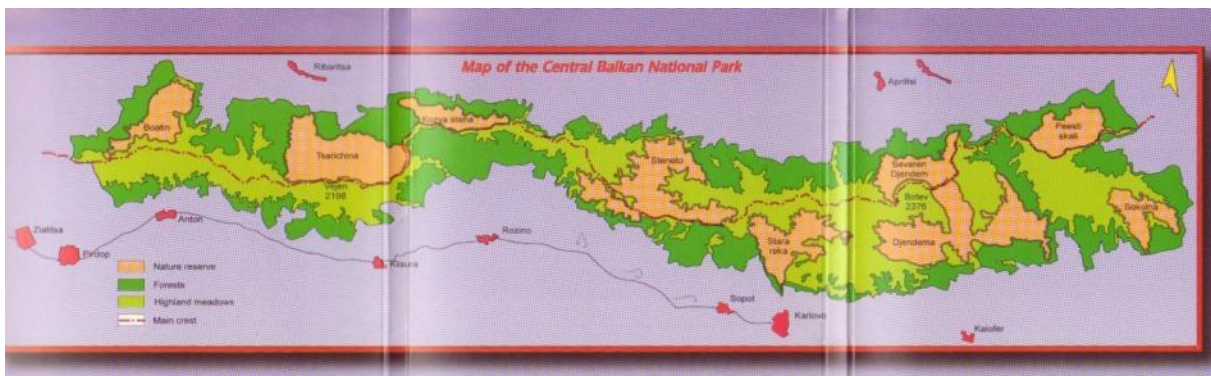 Map of the Central Balkan National Park
Ribaritsa
Apriltsi
Boatin
Kozya stena
Tsarichina
Steneto
Peesti
skali
Severen
Djendem
Vejen
2198
Botev
2376
Sokolna
Anton
Rozino
Stara
reka
Djendema
Zlatitsa
Pirdop
Klisura
Nature reserve
Forests
Highland meadows
Main crest
Sopot
Karlovo
Kalofer